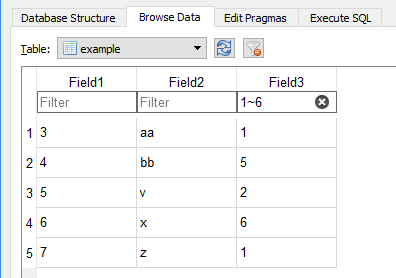 Database Structure Browse Data Edit Pragmas Execute SQL
Table: example
Field1 Field2 Field3
Filter Filter 1~6
1 3 aa 1
2 4 bb 5
3 5 v 2
4 6 x 6
5 7 z 1